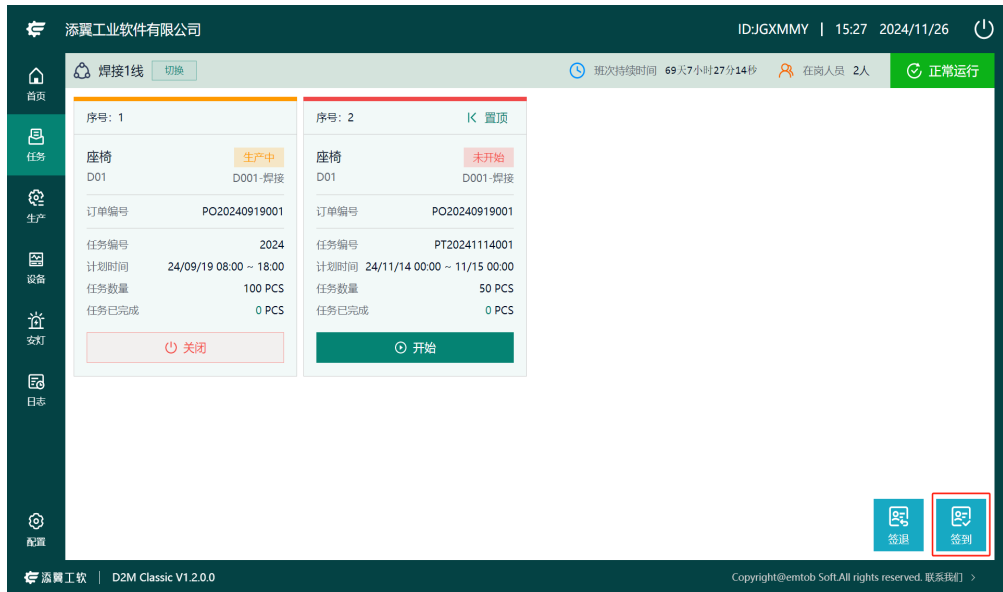 添翼工业软件有限公司 ID:JGXMMY | 15:27 2024/11/26
焊接1线 切换 班次持续时间 69天7小时27分14秒 在岗人员 2人 正常运行
首页
任务
生产
设备
安灯
日志
配置
序号: 1
座椅 生产中
D01 D001-焊接
订单编号 PO20240919001
任务编号 2024
计划时间 24/09/19 08:00 ~ 18:00
任务数量 100 PCS
任务已完成 0 PCS
关闭
序号: 2 置顶
座椅 未开始
D01 D001-焊接
订单编号 PO20240919001
任务编号 PT20241114001
计划时间 24/11/14 00:00 ~ 11/15 00:00
任务数量 50 PCS
任务已完成 0 PCS
开始
签退 签到
添翼工软 | D2M Classic V1.2.0.0 Copyright@emtob Soft.All rights reserved. 联系我们 >